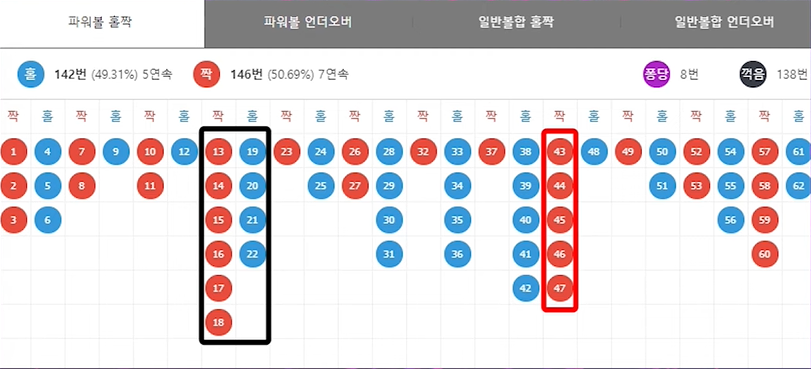 파워볼 홀짝 파워볼 언더오버 일반볼합 홀짝 일반볼합 언더오버
홀 142번 (49.31%) 5연속 짝 146번 (50.69%) 7연속 퐁당 8번 꺽음 138번
짝 홀 짝 홀 짝 홀 짝 홀 짝 홀 짝 홀 짝 홀 짝 홀 짝 홀 짝 홀 짝 홀 짝 홀
1 4 7 9 10 12 13 19 23 24 26 28 32 33 37 38 43 48 49 50 52 54 57 61
2 5 8 11 14 20 25 27 29 34 39 44 51 53 55 58 62
3 6 15 21 30 35 40 45 56 59
16 22 31 36 41 46 60
17 42 47
18